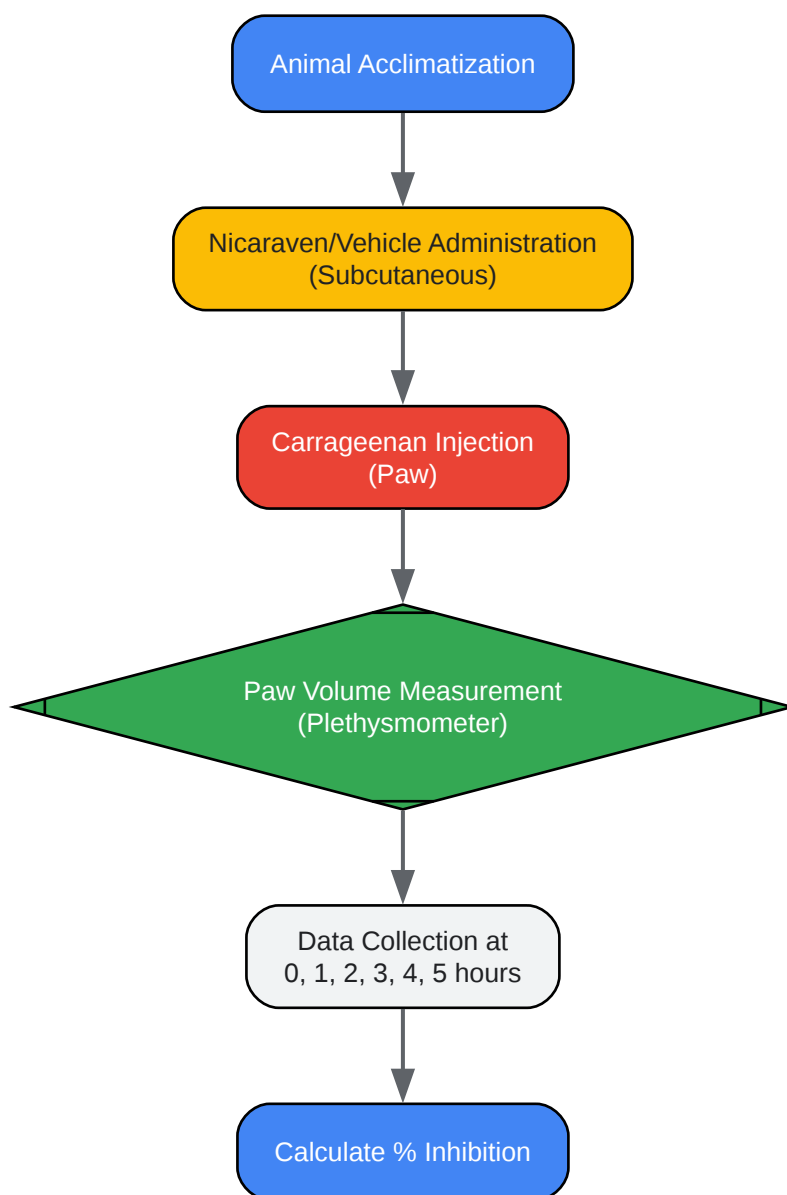 Animal Acclimatization
Nicaraven/Vehicle Administration
(Subcutaneous)
Carrageenan Injection
(Paw)
Paw Volume Measurement
(Plethysmometer)
Data Collection at
0, 1, 2, 3, 4, 5 hours
Calculate % Inhibition